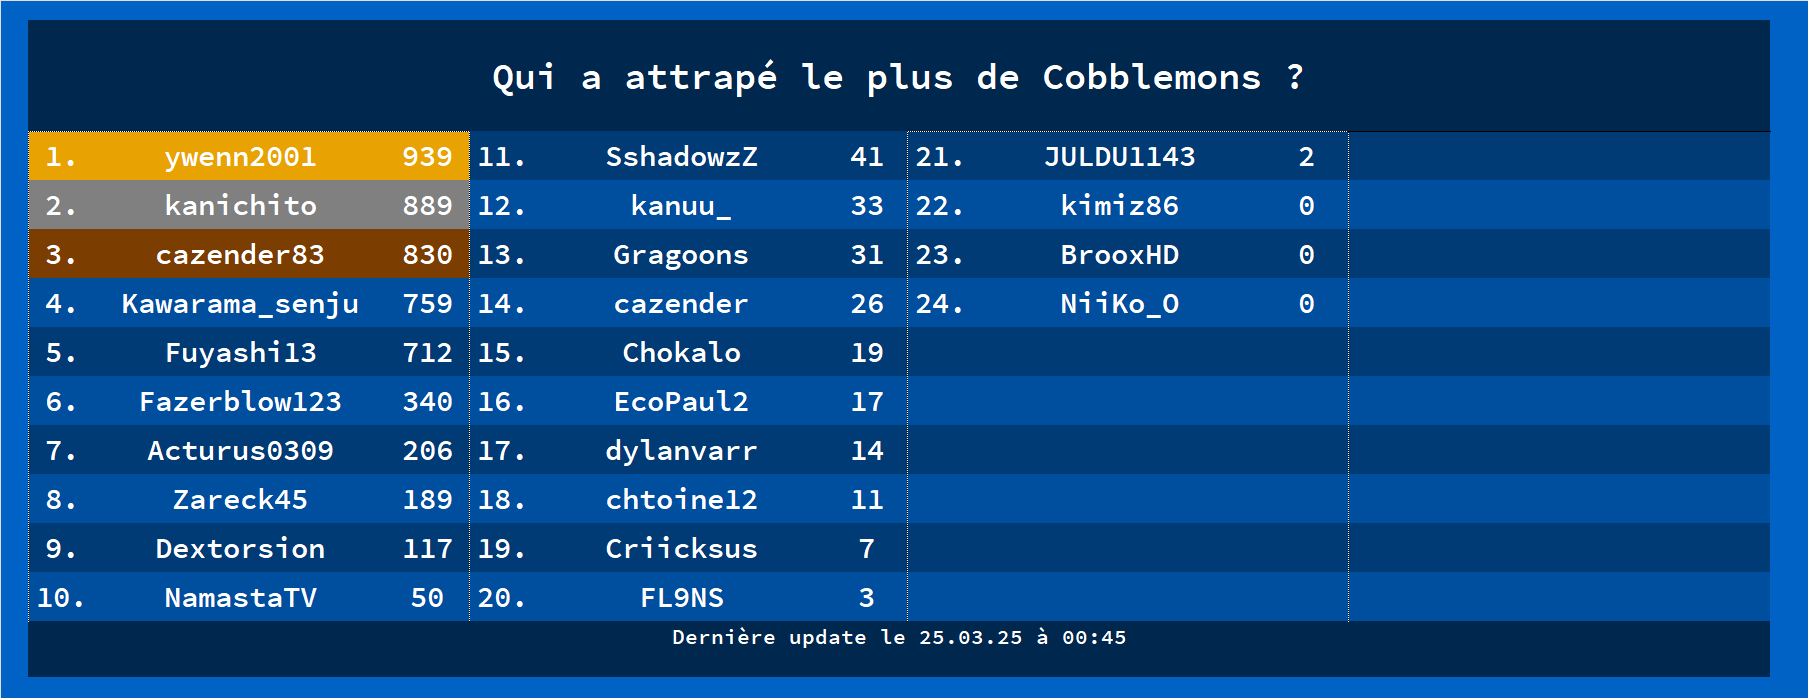 Qui a attrapé le plus de Cobblemons ?
1. ywenn2001 939
2. kanichito 889
3. cazender83 830
4. Kawarama_senju 759
5. Fuyashi13 712
6. Fazerblow123 340
7. Acturus0309 206
8. Zareck45 189
9. Dextorsion 117
10. NamastaTV 50
11. SshadowzZ 41
12. kanuu_ 33
13. Gragoons 31
14. cazender 26
15. Chokalo 19
16. EcoPaul2 17
17. dylanvarr 14
18. chtoine12 11
19. Criicksus 7
20. FL9NS 3
21. JULDU1143 2
22. kimiz86 0
23. BrooxHD 0
24. NiiKo_O 0
Dernière update le 25.03.25 à 00:45